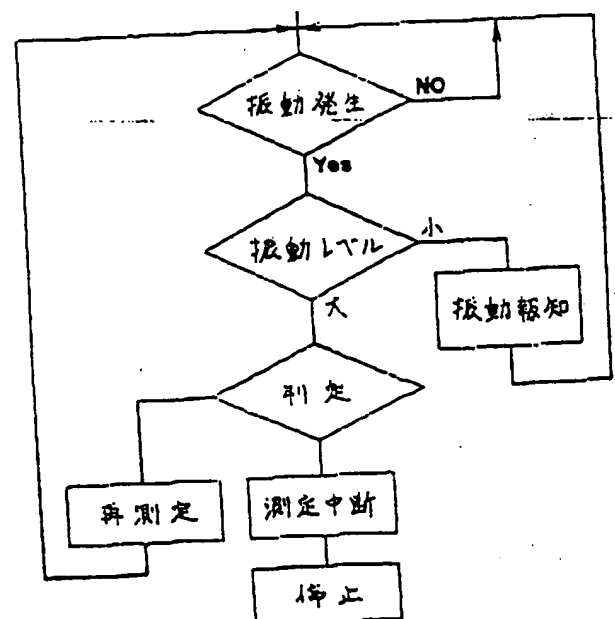 振動発生
NO
Yes
振動レベル
小
大
振動報知
判定
再測定
測定中断
停止